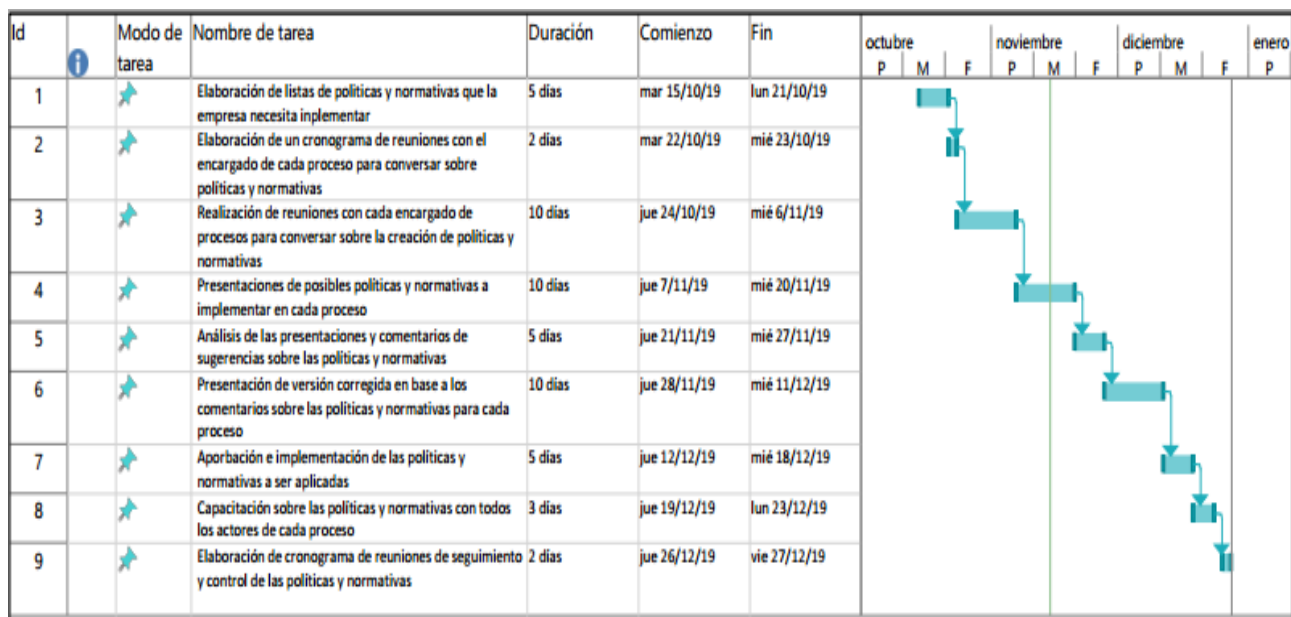 Id Modo de Nombre de tarea Duración Comienzo Fin
tarea
octubre noviembre diciembre enero
P M F P M F P M F P
1 Elaboración de listas de políticas y normativas que la 5 días mar 15/10/19 lun 21/10/19
empresa necesita inplementar
2 Elaboración de un cronograma de reuniones con el 2 días mar 22/10/19 mié 23/10/19
encargado de cada proceso para conversar sobre
políticas y normativas
3 Realización de reuniones con cada encargado de 10 días jue 24/10/19 mié 6/11/19
procesos para conversar sobre la creación de políticas y
normativas
4 Presentaciones de posibles políticas y normativas a 10 días jue 7/11/19 mié 20/11/19
implementar en cada proceso
5 Análisis de las presentaciones y comentarios de 5 días jue 21/11/19 mié 27/11/19
sugerencias sobre las políticas y normativas
6 Presentación de versión corregida en base a los 10 días jue 28/11/19 mié 11/12/19
comentarios sobre las políticas y normativas para cada
proceso
7 Aporbación e implementación de las políticas y 5 días jue 12/12/19 mié 18/12/19
normativas a ser aplicadas
8 Capacitación sobre las políticas y normativas con todos 3 días jue 19/12/19 lun 23/12/19
los actores de cada proceso
9 Elaboración de cronograma de reuniones de seguimiento 2 días jue 26/12/19 vie 27/12/19
y control de las políticas y normativas